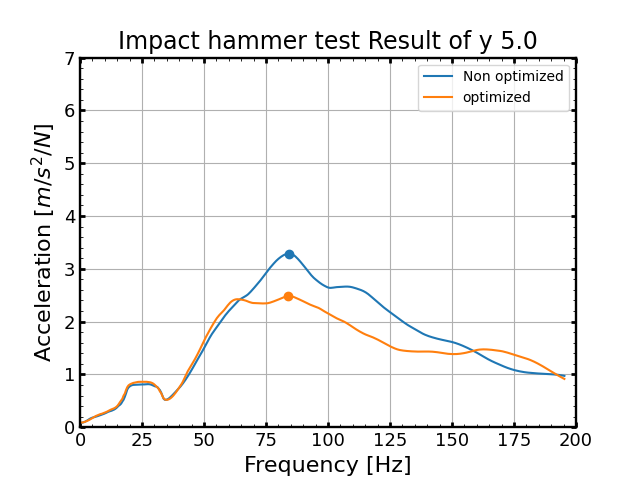 Impact hammer test Result of y 5.0
Non optimized
optimized
7
6
5
4
3
2
1
0
Acceleration [m/s²/N]
0 25 50 75 100 125 150 175 200
Frequency [Hz]